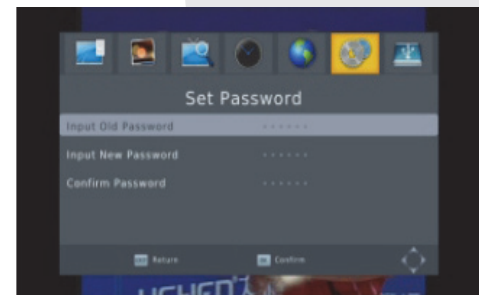 Set Password
Input Old Password ······
Input New Password ······
Confirm Password ······
Return
Confirm